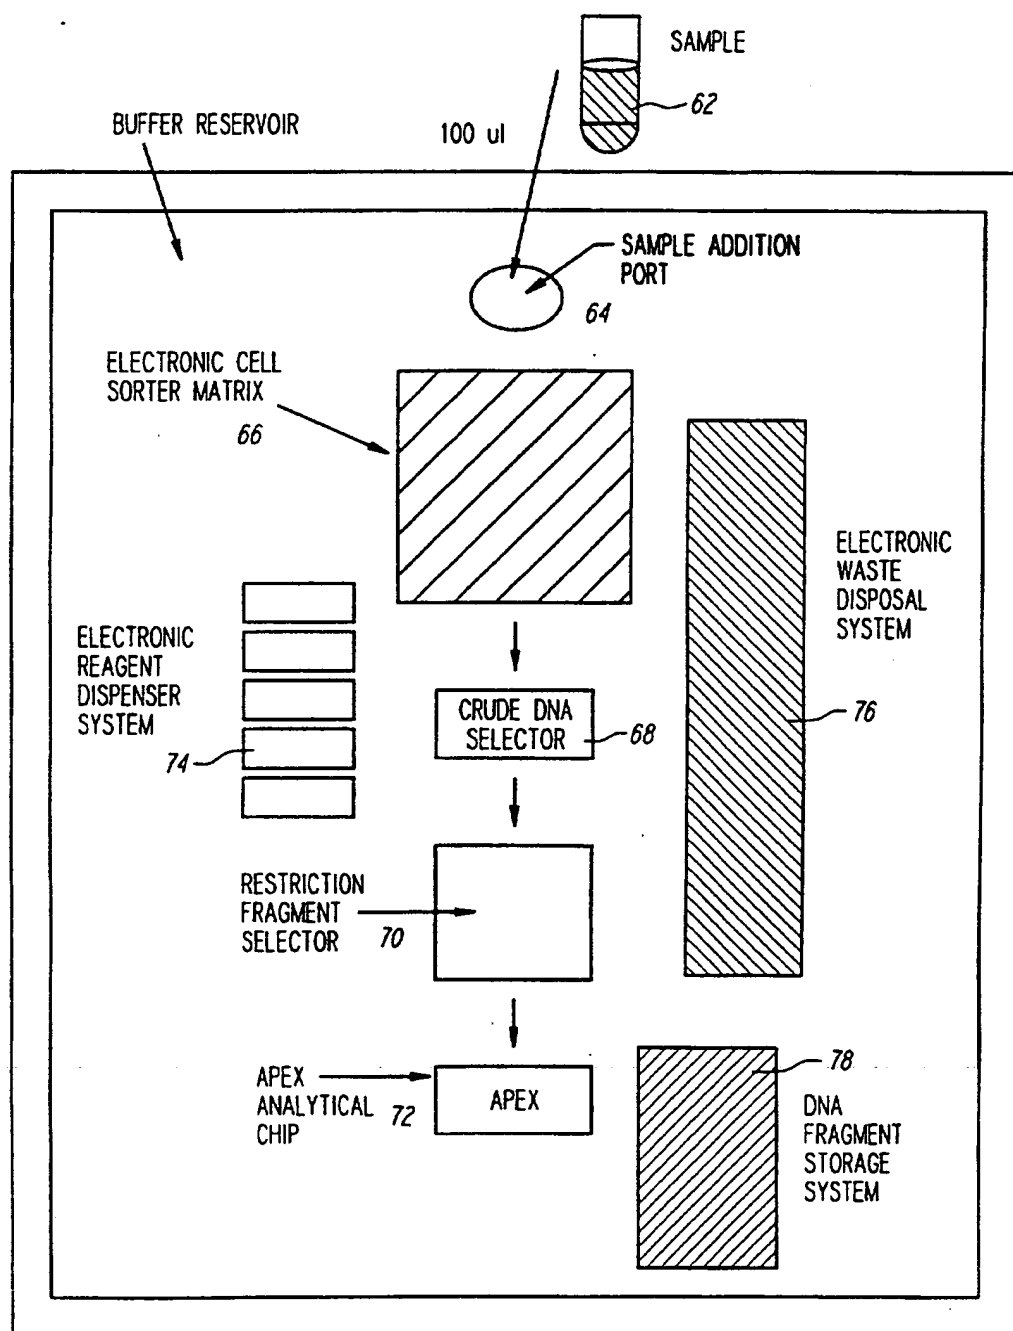 SAMPLE
62
BUFFER RESERVOIR
100 ul
SAMPLE ADDITION
PORT
64
ELECTRONIC CELL
SORTER MATRIX
66
ELECTRONIC
WASTE
DISPOSAL
SYSTEM
76
ELECTRONIC
REAGENT
DISPENSER
SYSTEM
74
CRUDE DNA
SELECTOR
68
RESTRICTION
FRAGMENT
SELECTOR
70
APEX
ANALYTICAL
CHIP
72
APEX
78
DNA
FRAGMENT
STORAGE
SYSTEM